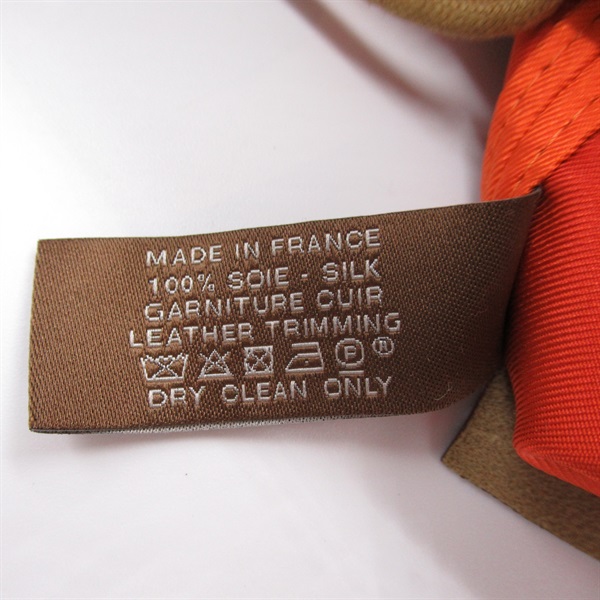 MADE IN FRANCE
100% SOIE - SILK
GARNITURE CUIR
LEATHER TRIMMING
P ®
DRY CLEAN ONLY